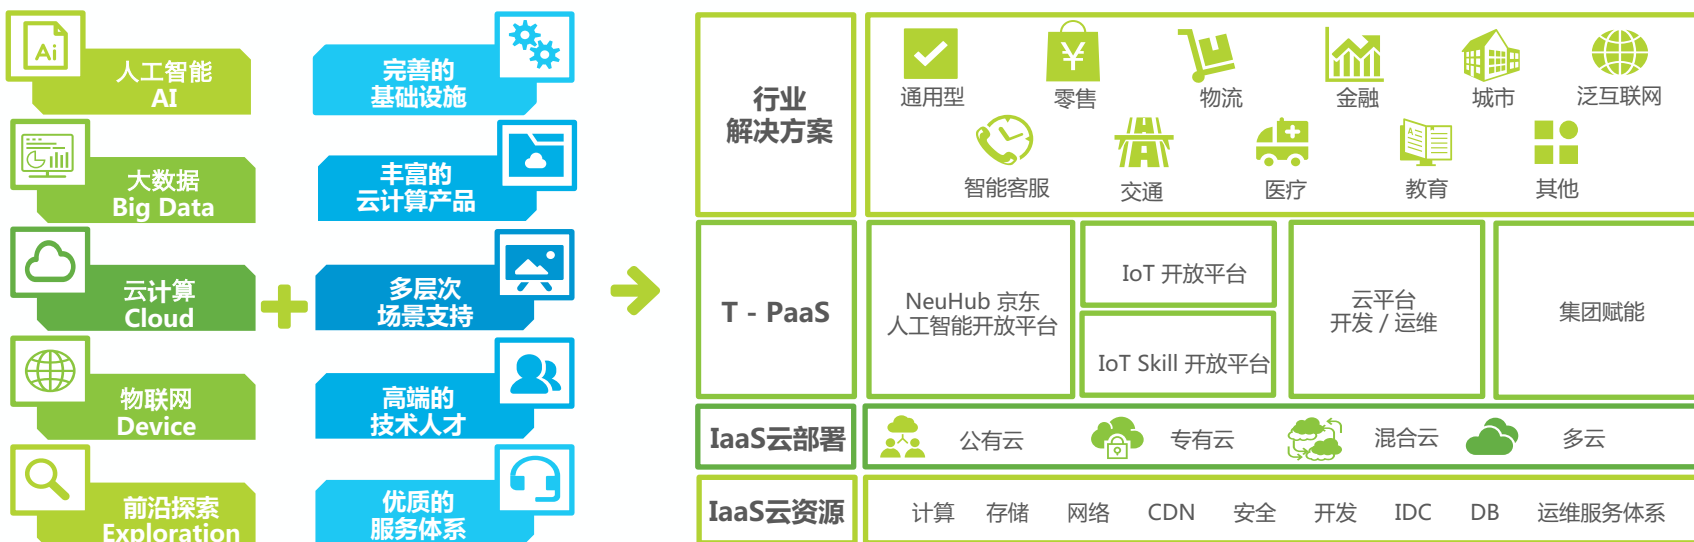 Ai
人工智能
AI
大数据
Big Data
云计算
Cloud
物联网
Device
前沿探索
Exploration
完善的
基础设施
丰富的
云计算产品
多层次
场景支持
高端的
技术人才
优质的
服务体系
行业
解决方案
¥
通用型
零售
物流
金融
城市
泛互联网
智能客服
交通
医疗
教育
其他
T - PaaS
NeuHub 京东
人工智能开放平台
IoT 开放平台
IoT Skill 开放平台
云平台
开发 / 运维
集团赋能
IaaS云部署
公有云
专有云
混合云
多云
IaaS云资源
计算
存储
网络
CDN
安全
开发
IDC
DB
运维服务体系